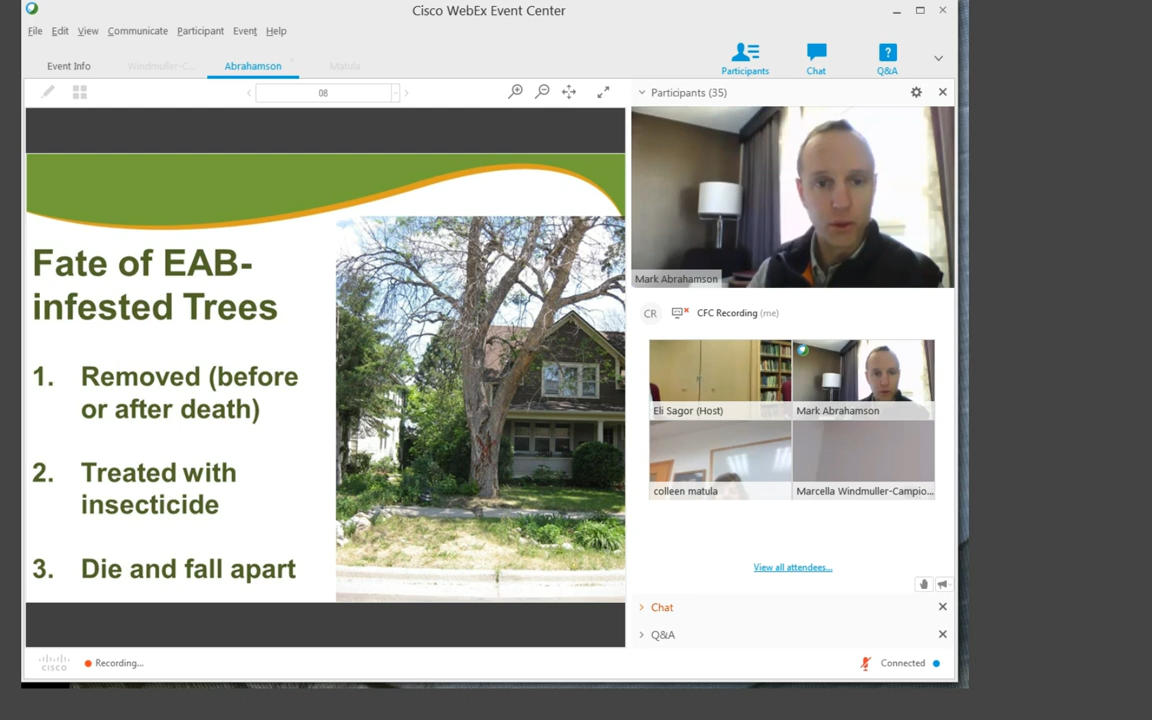 Cisco WebEx Event Center
File Edit View Communicate Participant Event Help
Participants Chat Q&A
Event Info Windmuller-C... Abrahamson Matula
08
Participants (35)
Mark Abrahamson
Fate of EAB-
infested Trees
1. Removed (before
or after death)
2. Treated with
insecticide
3. Die and fall apart
CR CFC Recording (me)
Eli Sagor (Host) Mark Abrahamson
colleen matula Marcella Windmuller-Campio...
View all attendees...
Chat
Q&A
cisco Recording... Connected